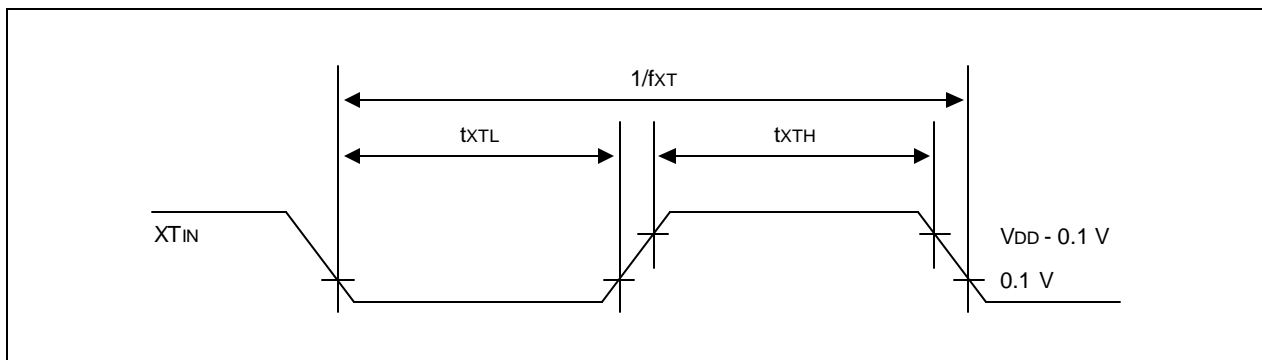 1/fXT
tXTL tXTH
XTIN
VDD - 0.1 V
0.1 V